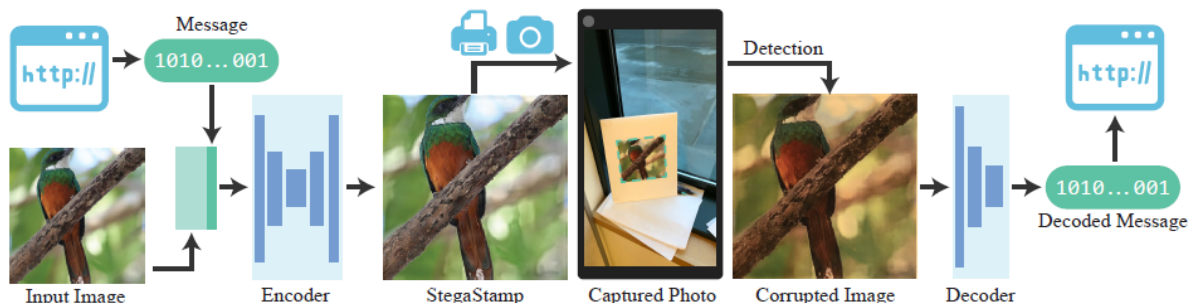 Message
http://
1010...001
Detection
http://
1010...001
Decoded Message
Input Image
Encoder
StegaStamp
Captured Photo
Corrupted Image
Decoder